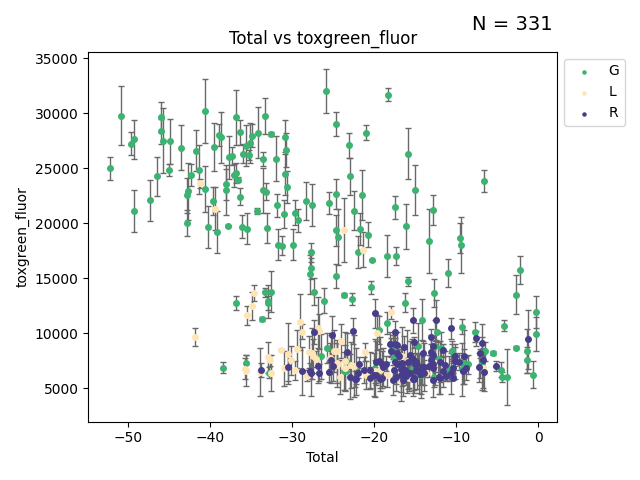 N = 331
Total vs toxgreen_fluor
35000
30000
25000
20000
15000
10000
5000
toxgreen_fluor
−50
−40
−30
−20
−10
0
Total
G
L
R